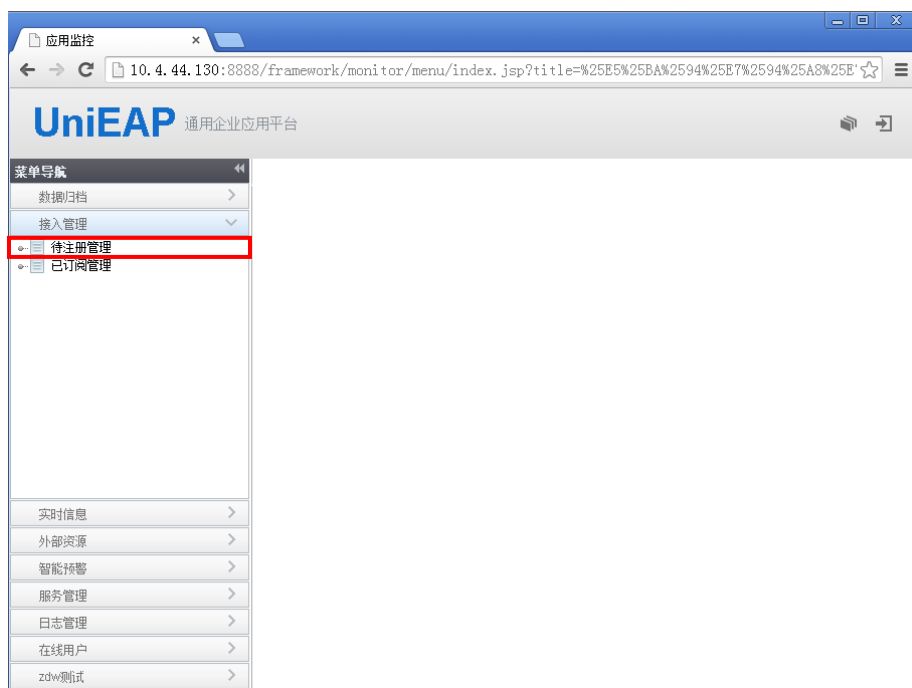 应用监控
10.4.44.130:8888/framework/monitor/menu/index.jsp?title=%25E5%25BA%2594%25E7%2594%25A8%25E'
UniEAP 通用企业应用平台
菜单导航
数据归档
接入管理
待注册管理
已订阅管理
实时信息
外部资源
智能预警
服务管理
日志管理
在线用户
zdw测试